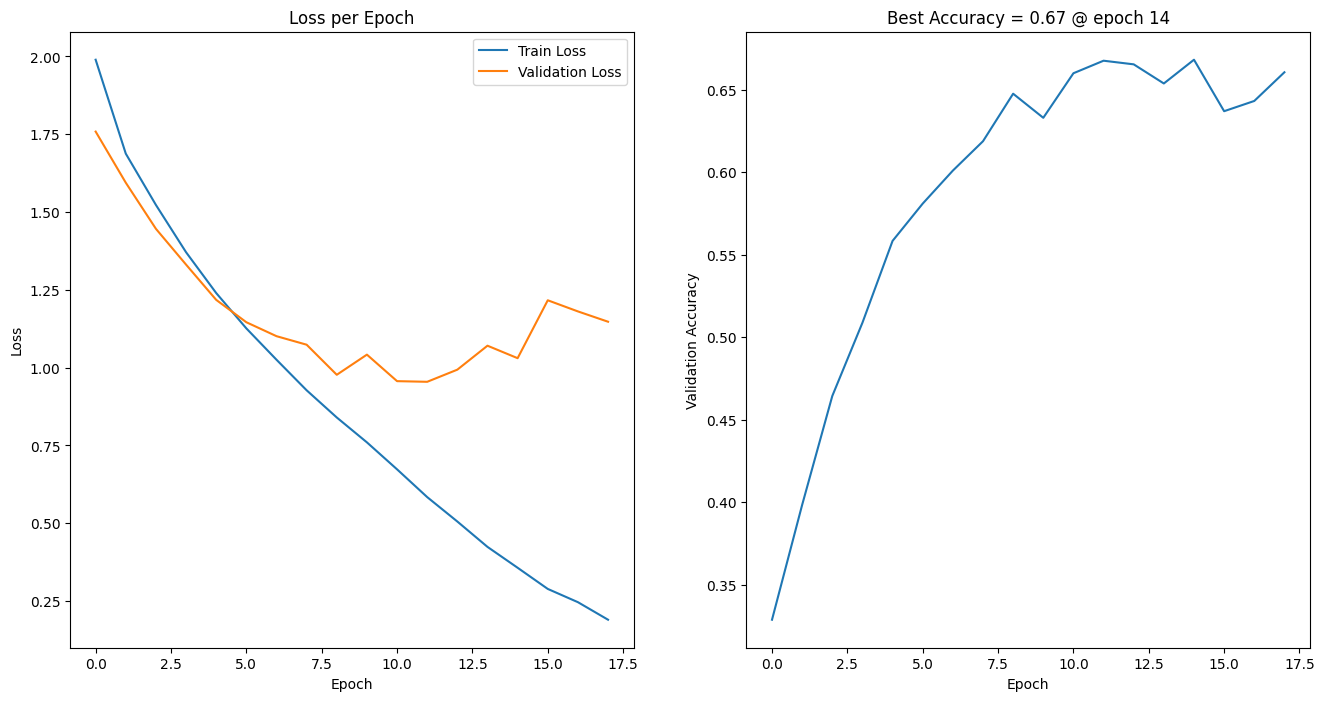 Loss per Epoch
Train Loss
Validation Loss
2.00
1.75
1.50
1.25
1.00
0.75
0.50
0.25
Loss
0.0 2.5 5.0 7.5 10.0 12.5 15.0 17.5
Epoch
Best Accuracy = 0.67 @ epoch 14
0.65
0.60
0.55
0.50
0.45
0.40
0.35
Validation Accuracy
0.0 2.5 5.0 7.5 10.0 12.5 15.0 17.5
Epoch